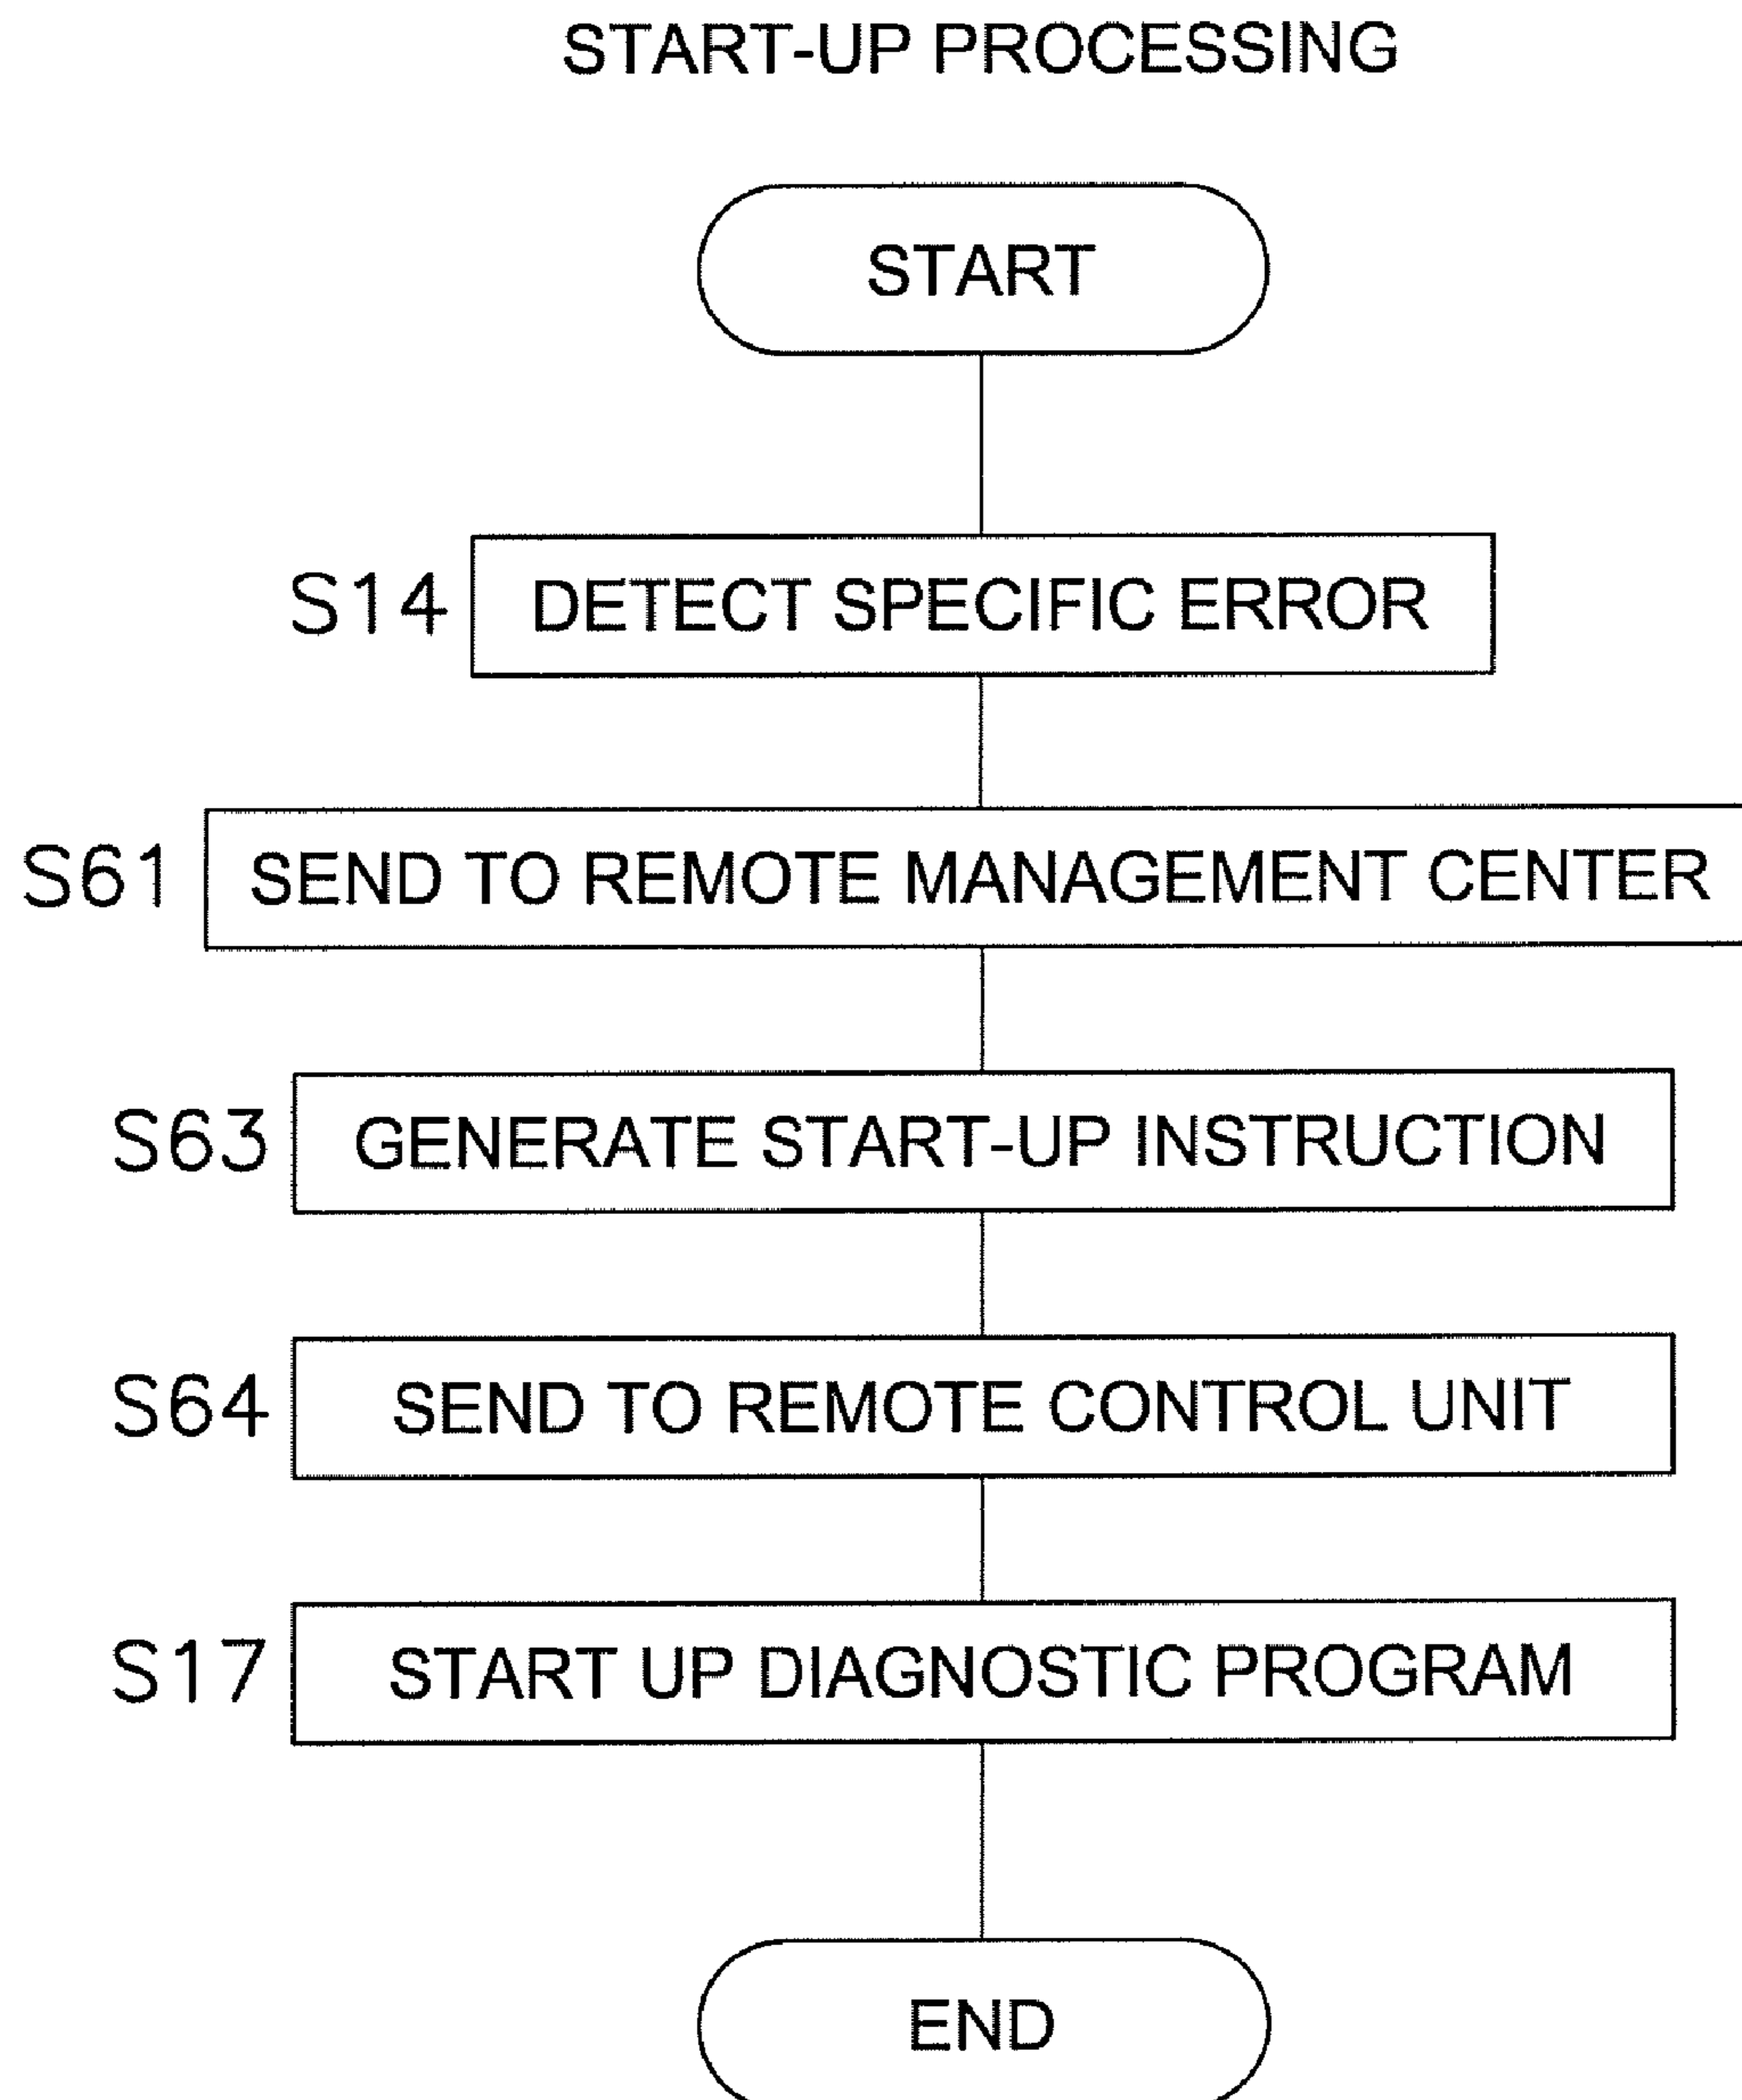 START-UP PROCESSING
START
S14 DETECT SPECIFIC ERROR
S61 SEND TO REMOTE MANAGEMENT CENTER
S63 GENERATE START-UP INSTRUCTION
S64 SEND TO REMOTE CONTROL UNIT
S17 START UP DIAGNOSTIC PROGRAM
END